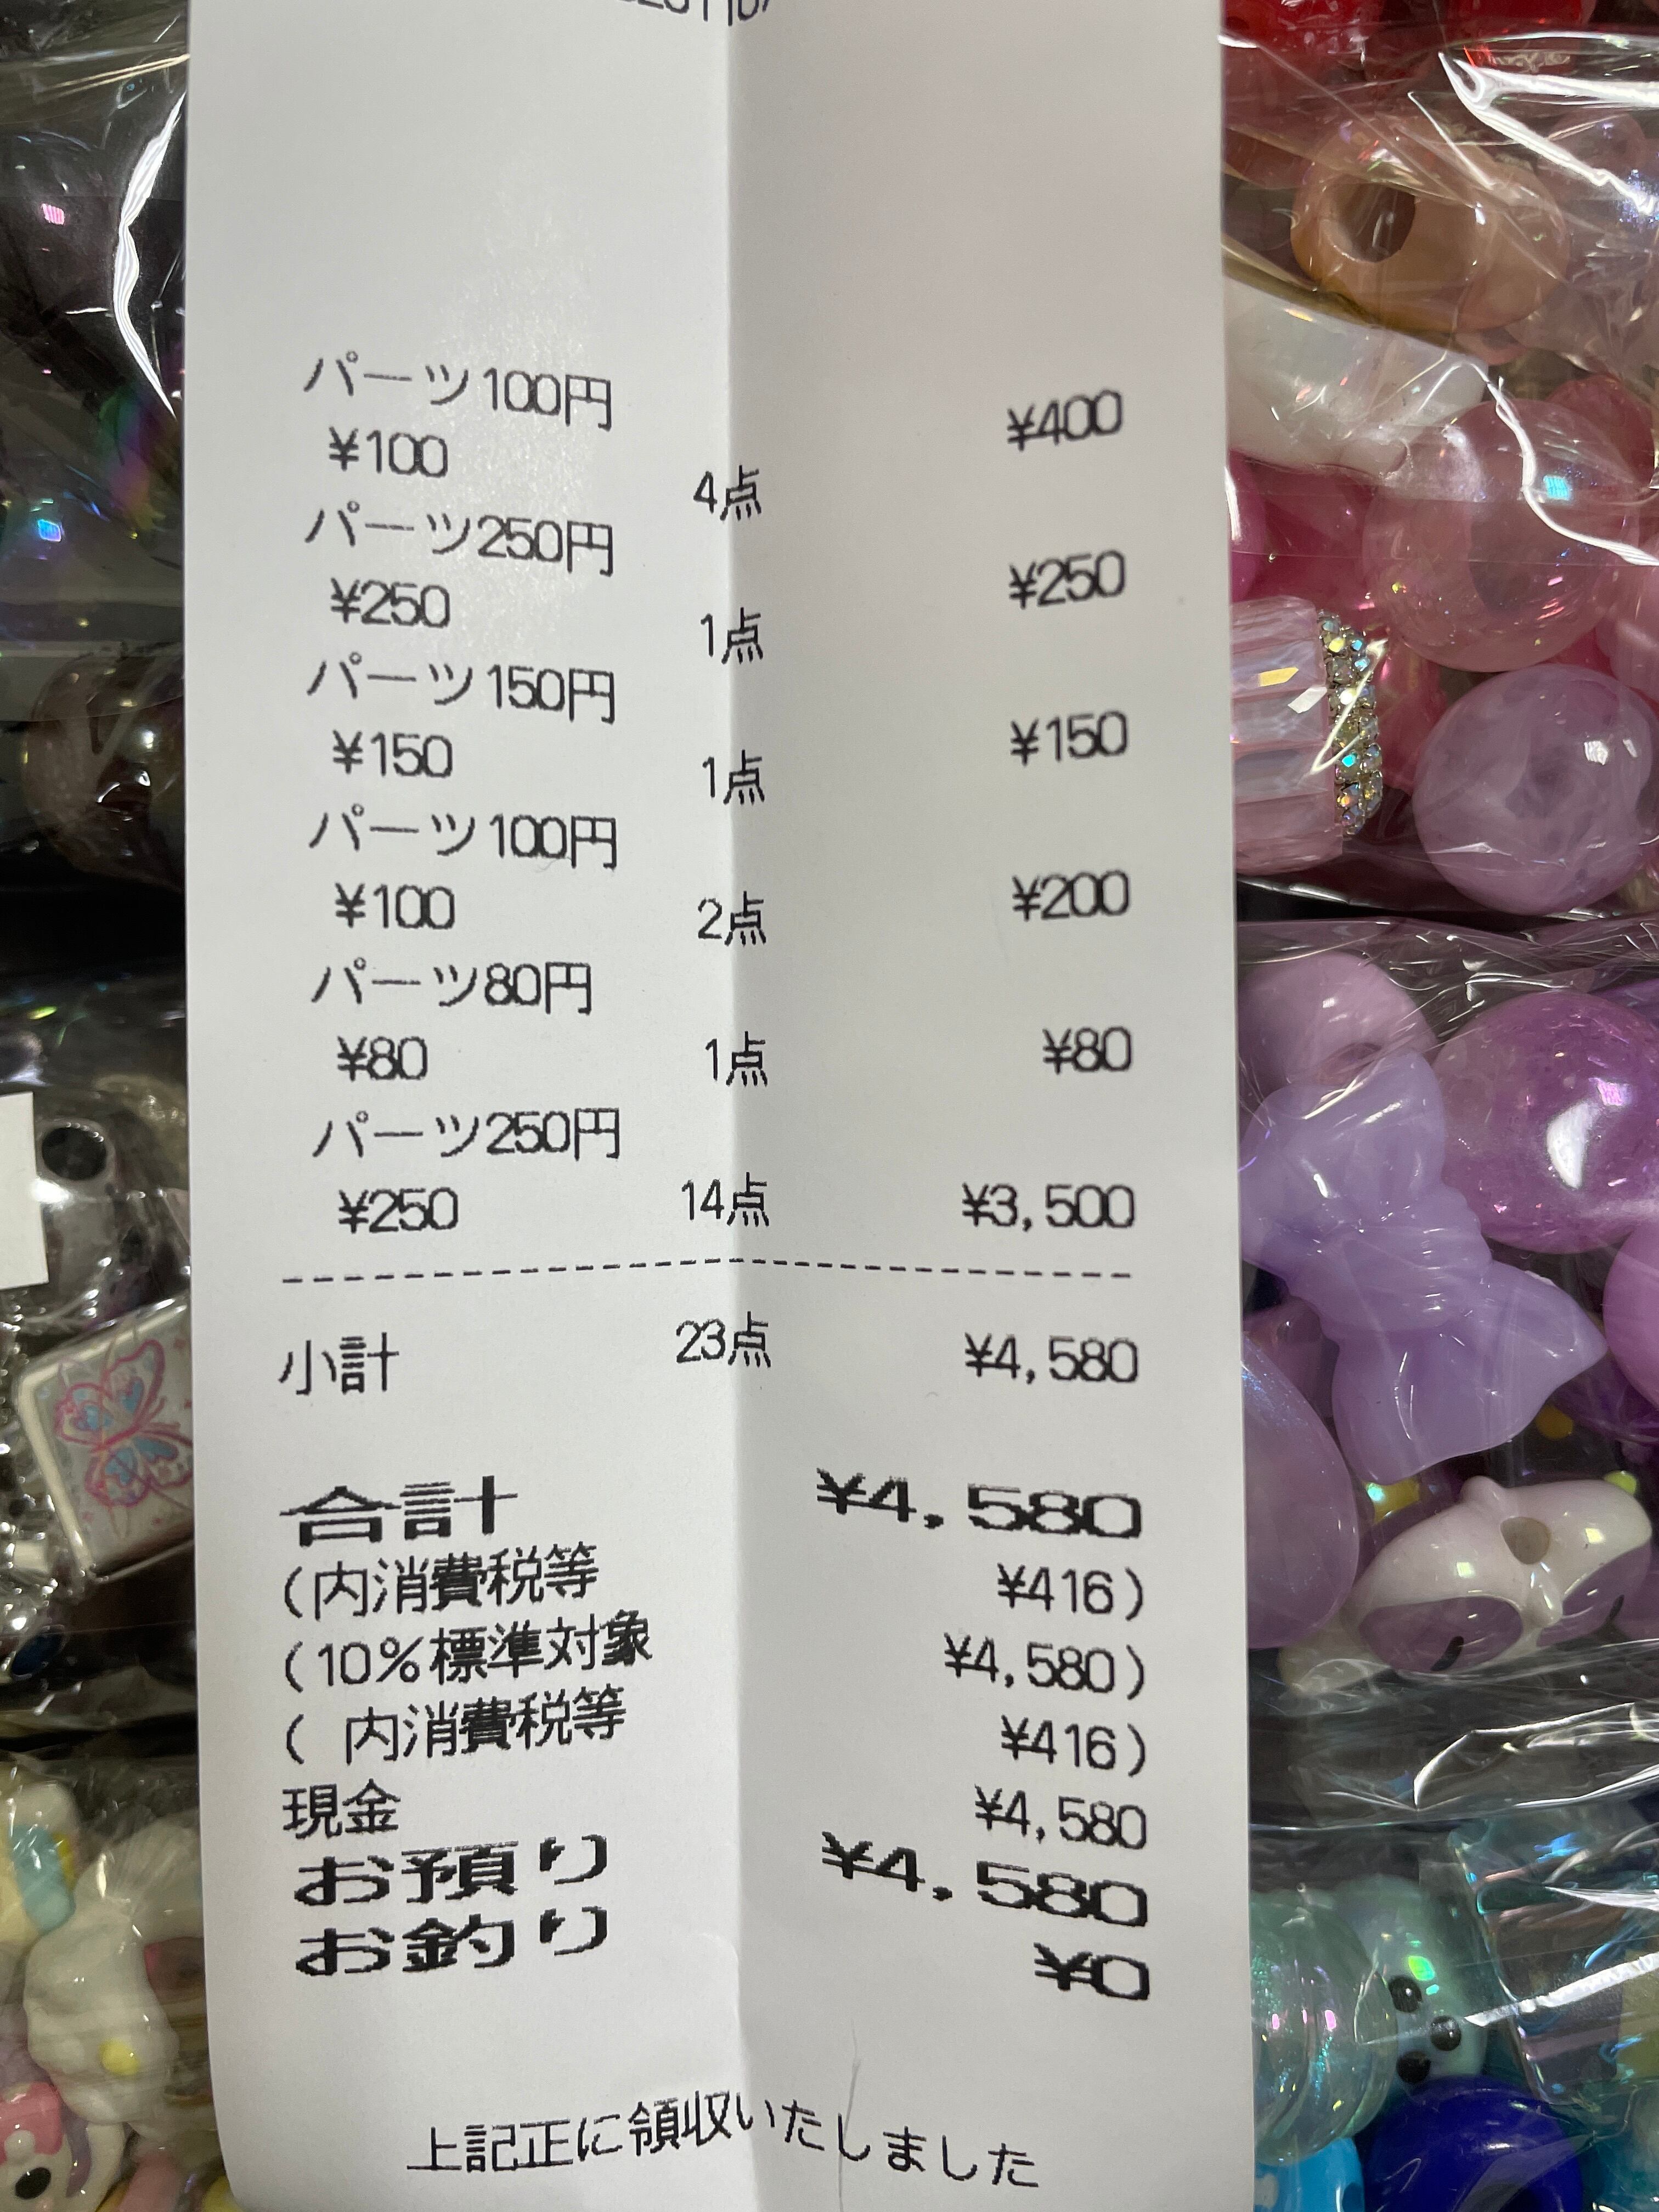 パーツ100円
¥100 4点 ¥400
パーツ250円
¥250 1点 ¥250
パーツ150円
¥150 1点 ¥150
パーツ100円
¥100 2点 ¥200
パーツ80円
¥80 1点 ¥80
パーツ250円
¥250 14点 ¥3,500
小計 23点 ¥4,580
合計 ¥4,580
(内消費税等 ¥416)
(10%標準対象 ¥4,580)
( 内消費税等 ¥416)
現金 ¥4,580
お預り ¥4,580
お釣り ¥0
上記正に領収いたしました